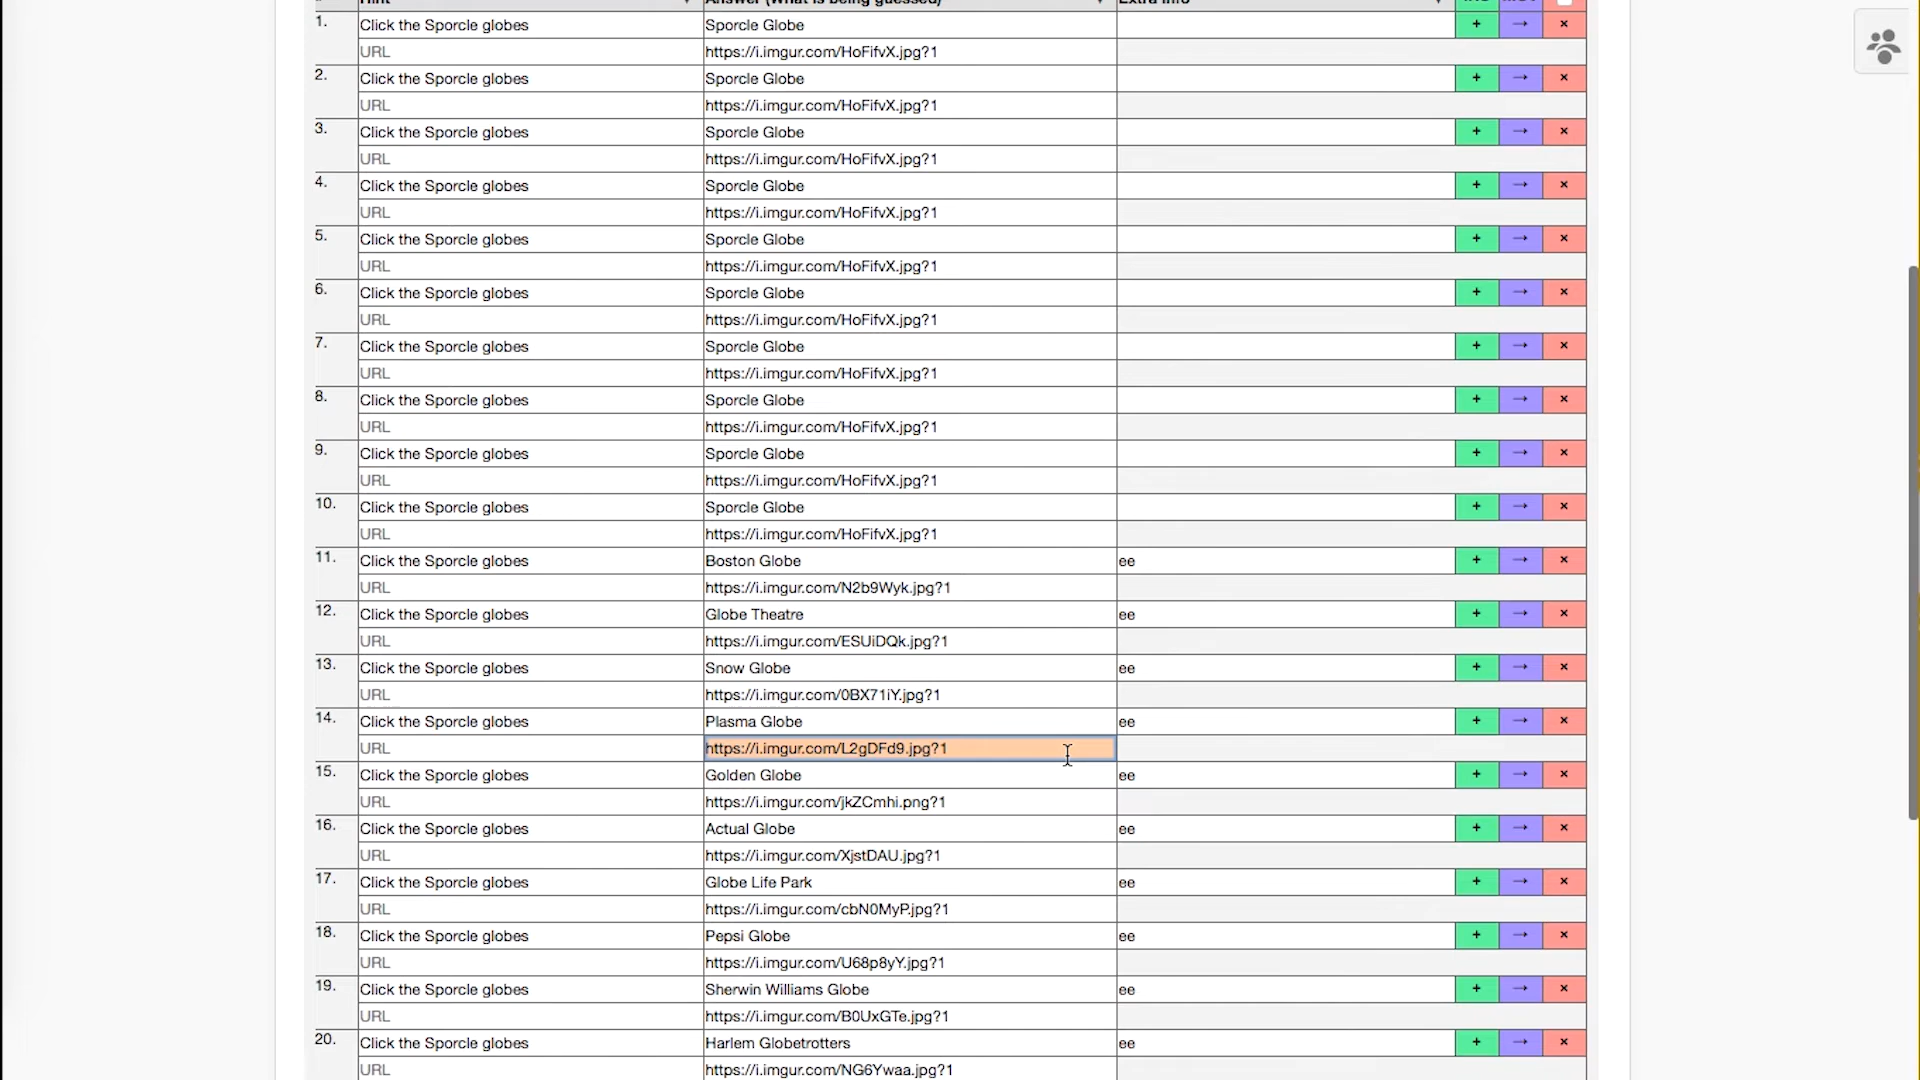 Hint Answer (What is being guessed) Extra Info
1. Click the Sporcle globes Sporcle Globe + → ×
URL https://i.imgur.com/HoFifvX.jpg?1
2. Click the Sporcle globes Sporcle Globe + → ×
URL https://i.imgur.com/HoFifvX.jpg?1
3. Click the Sporcle globes Sporcle Globe + → ×
URL https://i.imgur.com/HoFifvX.jpg?1
4. Click the Sporcle globes Sporcle Globe + → ×
URL https://i.imgur.com/HoFifvX.jpg?1
5. Click the Sporcle globes Sporcle Globe + → ×
URL https://i.imgur.com/HoFifvX.jpg?1
6. Click the Sporcle globes Sporcle Globe + → ×
URL https://i.imgur.com/HoFifvX.jpg?1
7. Click the Sporcle globes Sporcle Globe + → ×
URL https://i.imgur.com/HoFifvX.jpg?1
8. Click the Sporcle globes Sporcle Globe + → ×
URL https://i.imgur.com/HoFifvX.jpg?1
9. Click the Sporcle globes Sporcle Globe + → ×
URL https://i.imgur.com/HoFifvX.jpg?1
10. Click the Sporcle globes Sporcle Globe + → ×
URL https://i.imgur.com/HoFifvX.jpg?1
11. Click the Sporcle globes Boston Globe ee + → ×
URL https://i.imgur.com/N2b9Wyk.jpg?1
12. Click the Sporcle globes Globe Theatre ee + → ×
URL https://i.imgur.com/ESUiDQk.jpg?1
13. Click the Sporcle globes Snow Globe ee + → ×
URL https://i.imgur.com/0BX71iY.jpg?1
14. Click the Sporcle globes Plasma Globe ee + → ×
URL https://i.imgur.com/L2gDFd9.jpg?1
15. Click the Sporcle globes Golden Globe ee + → ×
URL https://i.imgur.com/jkZCmhi.png?1
16. Click the Sporcle globes Actual Globe ee + → ×
URL https://i.imgur.com/XjstDAU.jpg?1
17. Click the Sporcle globes Globe Life Park ee + → ×
URL https://i.imgur.com/cbN0MyP.jpg?1
18. Click the Sporcle globes Pepsi Globe ee + → ×
URL https://i.imgur.com/U68p8yY.jpg?1
19. Click the Sporcle globes Sherwin Williams Globe ee + → ×
URL https://i.imgur.com/B0UxGTe.jpg?1
20. Click the Sporcle globes Harlem Globetrotters ee + → ×
URL https://i.imgur.com/NG6Ywaa.jpg?1